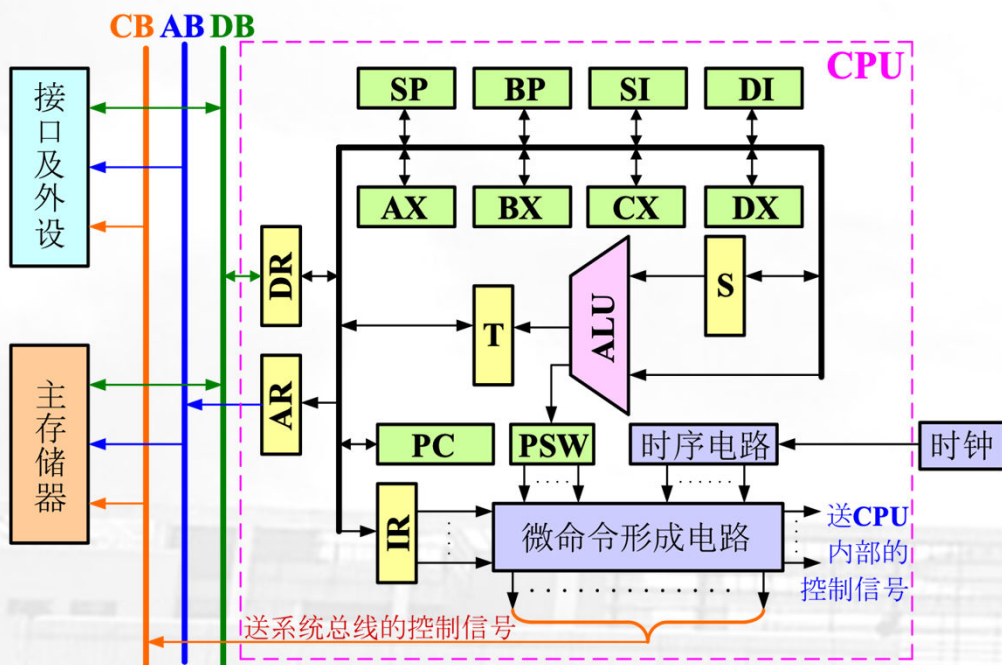 CB AB DB
CPU
接口及外设
SP
BP
SI
DI
AX
BX
CX
DX
DR
S
ALU
T
主存储器
AR
PC
PSW
时序电路
时钟
IR
微命令形成电路
送CPU
内部的
控制信号
送系统总线的控制信号